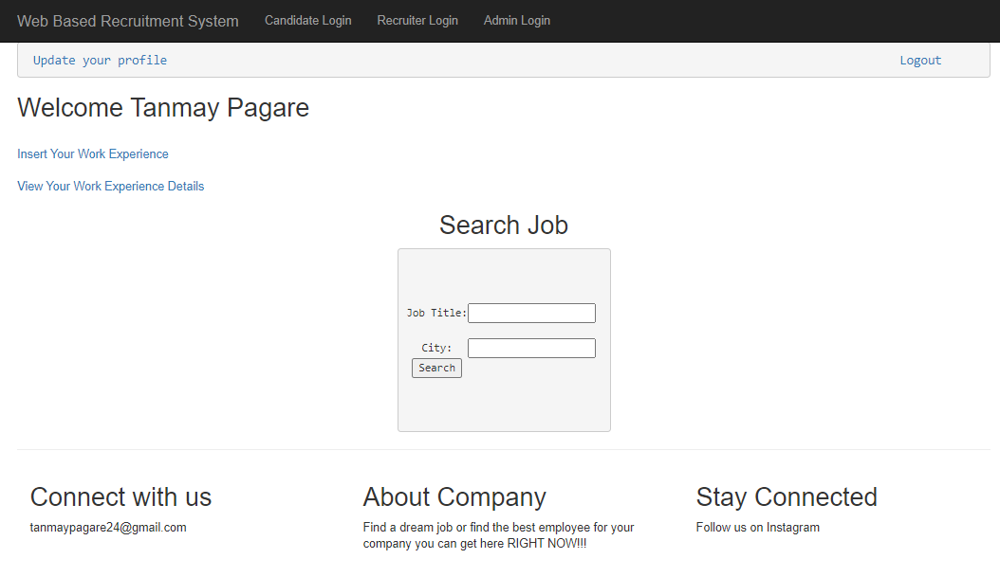 Web Based Recruitment System Candidate Login Recruiter Login Admin Login
Update your profile Logout
Welcome Tanmay Pagare
Insert Your Work Experience
View Your Work Experience Details
Search Job
Job Title:
City:
Search
Connect with us
tanmaypagare24@gmail.com
About Company
Find a dream job or find the best employee for your
company you can get here RIGHT NOW!!!
Stay Connected
Follow us on Instagram